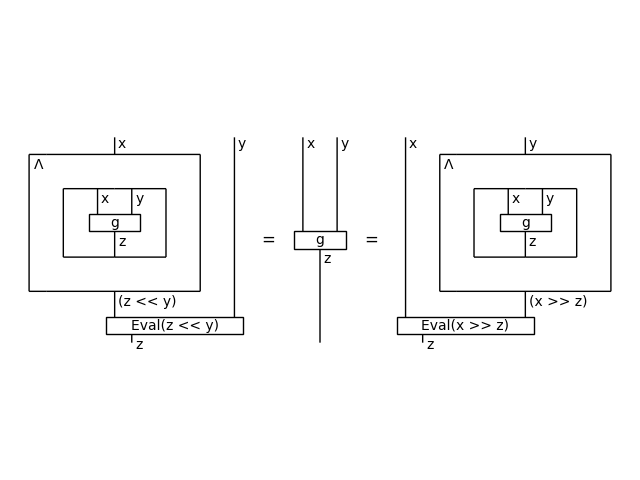 x y x y x y
Λ Λ
x y x y
g = g = g
z z z
(z << y) (x >> z)
Eval(z << y) Eval(x >> z)
z z